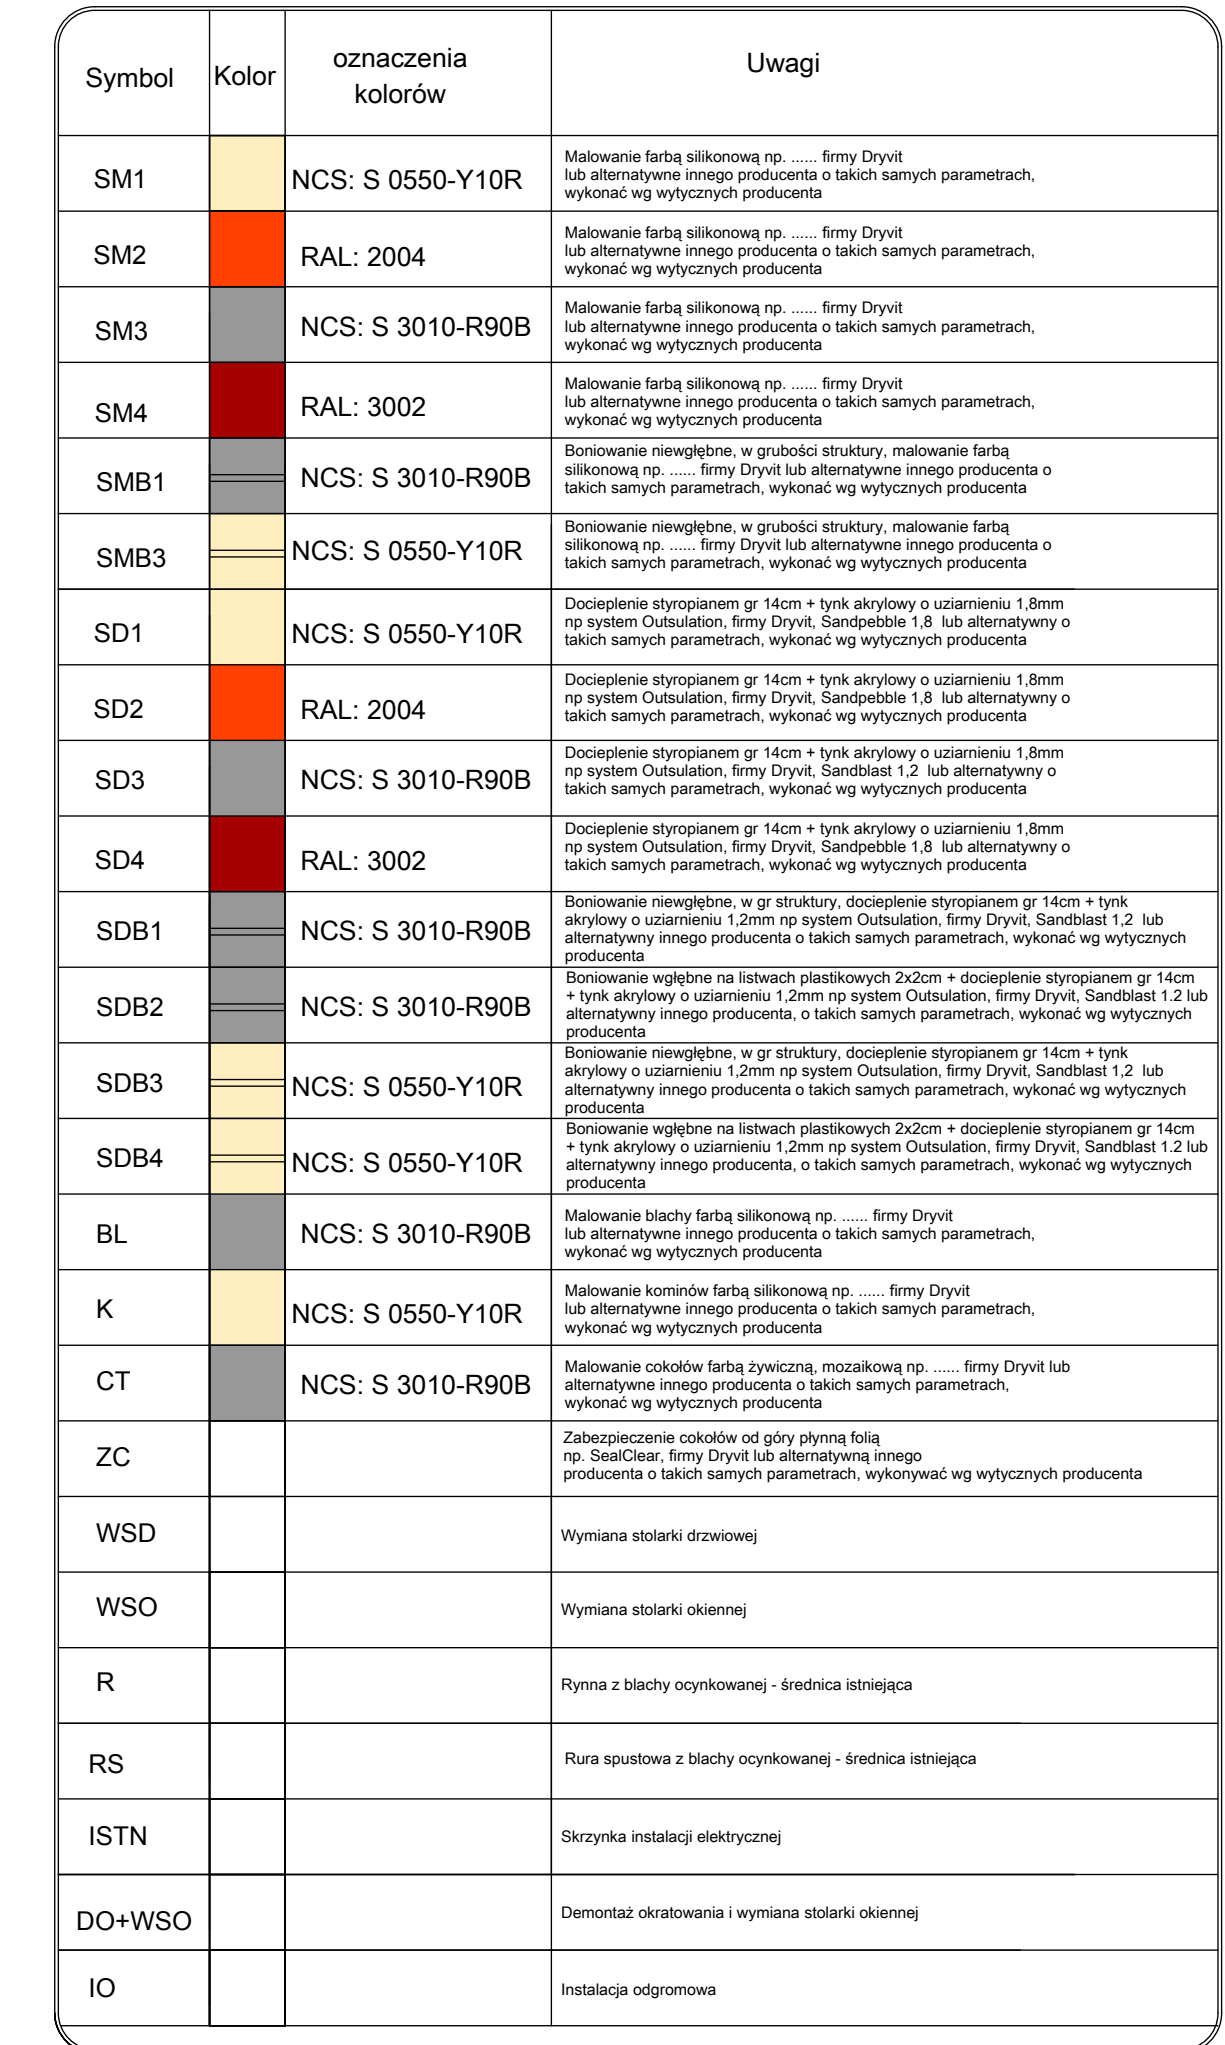 Symbol
Kolor
oznaczenia
kolorów
Uwagi
SM1
NCS: S 0550-Y10R
Malowanie farbą silikonową np. ...... firmy Dryvit
lub alternatywne innego producenta o takich samych parametrach,
wykonać wg wytycznych producenta
SM2
RAL: 2004
Malowanie farbą silikonową np. ...... firmy Dryvit
lub alternatywne innego producenta o takich samych parametrach,
wykonać wg wytycznych producenta
SM3
NCS: S 3010-R90B
Malowanie farbą silikonową np. ...... firmy Dryvit
lub alternatywne innego producenta o takich samych parametrach,
wykonać wg wytycznych producenta
SM4
RAL: 3002
Malowanie farbą silikonową np. ...... firmy Dryvit
lub alternatywne innego producenta o takich samych parametrach,
wykonać wg wytycznych producenta
SMB1
NCS: S 3010-R90B
Boniowanie niewgłębne, w grubości struktury, malowanie farbą
silikonową np. ...... firmy Dryvit lub alternatywne innego producenta o
takich samych parametrach, wykonać wg wytycznych producenta
SMB3
NCS: S 0550-Y10R
Boniowanie niewgłębne, w grubości struktury, malowanie farbą
silikonową np. ...... firmy Dryvit lub alternatywne innego producenta o
takich samych parametrach, wykonać wg wytycznych producenta
SD1
NCS: S 0550-Y10R
Docieplenie styropianem gr 14cm + tynk akrylowy o uziarnieniu 1,8mm
np system Outsulation, firmy Dryvit, Sandpebble 1,8 lub alternatywny o
takich samych parametrach, wykonać wg wytycznych producenta
SD2
RAL: 2004
Docieplenie styropianem gr 14cm + tynk akrylowy o uziarnieniu 1,8mm
np system Outsulation, firmy Dryvit, Sandpebble 1,8 lub alternatywny o
takich samych parametrach, wykonać wg wytycznych producenta
SD3
NCS: S 3010-R90B
Docieplenie styropianem gr 14cm + tynk akrylowy o uziarnieniu 1,8mm
np system Outsulation, firmy Dryvit, Sandblast 1,2 lub alternatywny o
takich samych parametrach, wykonać wg wytycznych producenta
SD4
RAL: 3002
Docieplenie styropianem gr 14cm + tynk akrylowy o uziarnieniu 1,8mm
np system Outsulation, firmy Dryvit, Sandpebble 1,8 lub alternatywny o
takich samych parametrach, wykonać wg wytycznych producenta
SDB1
NCS: S 3010-R90B
Boniowanie niewgłębne, w gr struktury, docieplenie styropianem gr 14cm + tynk
akrylowy o uziarnieniu 1,2mm np system Outsulation, firmy Dryvit, Sandblast 1,2 lub
alternatywny innego producenta o takich samych parametrach, wykonać wg wytycznych
producenta
SDB2
NCS: S 3010-R90B
Boniowanie wgłębne na listwach plastikowych 2x2cm + docieplenie styropianem gr 14cm
+ tynk akrylowy o uziarnieniu 1,2mm np system Outsulation, firmy Dryvit, Sandblast 1.2 lub
alternatywny innego producenta, o takich samych parametrach, wykonać wg wytycznych
producenta
SDB3
NCS: S 0550-Y10R
Boniowanie niewgłębne, w gr struktury, docieplenie styropianem gr 14cm + tynk
akrylowy o uziarnieniu 1,2mm np system Outsulation, firmy Dryvit, Sandblast 1,2 lub
alternatywny innego producenta o takich samych parametrach, wykonać wg wytycznych
producenta
SDB4
NCS: S 0550-Y10R
Boniowanie wgłębne na listwach plastikowych 2x2cm + docieplenie styropianem gr 14cm
+ tynk akrylowy o uziarnieniu 1,2mm np system Outsulation, firmy Dryvit, Sandblast 1.2 lub
alternatywny innego producenta, o takich samych parametrach, wykonać wg wytycznych
producenta
BL
NCS: S 3010-R90B
Malowanie blachy farbą silikonową np. ...... firmy Dryvit
lub alternatywne innego producenta o takich samych parametrach,
wykonać wg wytycznych producenta
K
NCS: S 0550-Y10R
Malowanie kominów farbą silikonową np. ...... firmy Dryvit
lub alternatywne innego producenta o takich samych parametrach,
wykonać wg wytycznych producenta
CT
NCS: S 3010-R90B
Malowanie cokołów farbą żywiczną, mozaikową np. ...... firmy Dryvit lub
alternatywne innego producenta o takich samych parametrach,
wykonać wg wytycznych producenta
ZC
Zabezpieczenie cokołów od góry płynną folią
np. SealClear, firmy Dryvit lub alternatywną innego
producenta o takich samych parametrach, wykonywać wg wytycznych producenta
WSD
Wymiana stolarki drzwiowej
WSO
Wymiana stolarki okiennej
R
Rynna z blachy ocynkowanej - średnica istniejąca
RS
Rura spustowa z blachy ocynkowanej - średnica istniejąca
ISTN
Skrzynka instalacji elektrycznej
DO+WSO
Demontaż okratowania i wymiana stolarki okiennej
IO
Instalacja odgromowa